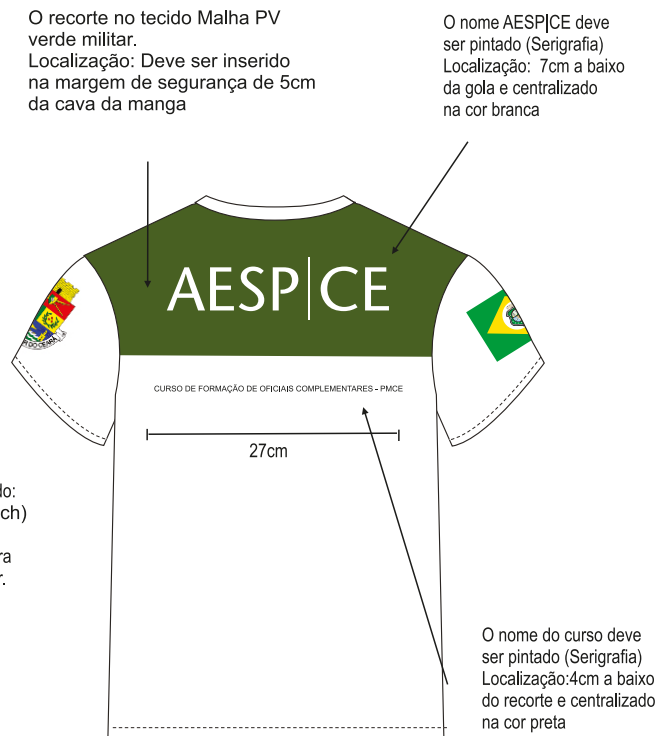 O recorte no tecido Malha PV
verde militar.
Localização: Deve ser inserido
na margem de segurança de 5cm
da cava da manga
O nome AESP|CE deve
ser pintado (Serigrafia)
Localização: 7cm a baixo
da gola e centralizado
na cor branca
AESP|CE
CURSO DE FORMAÇÃO DE OFICIAIS COMPLEMENTARES - PMCE
27cm
do:
ch)
ra
r.
O nome do curso deve
ser pintado (Serigrafia)
Localização:4cm a baixo
do recorte e centralizado
na cor preta